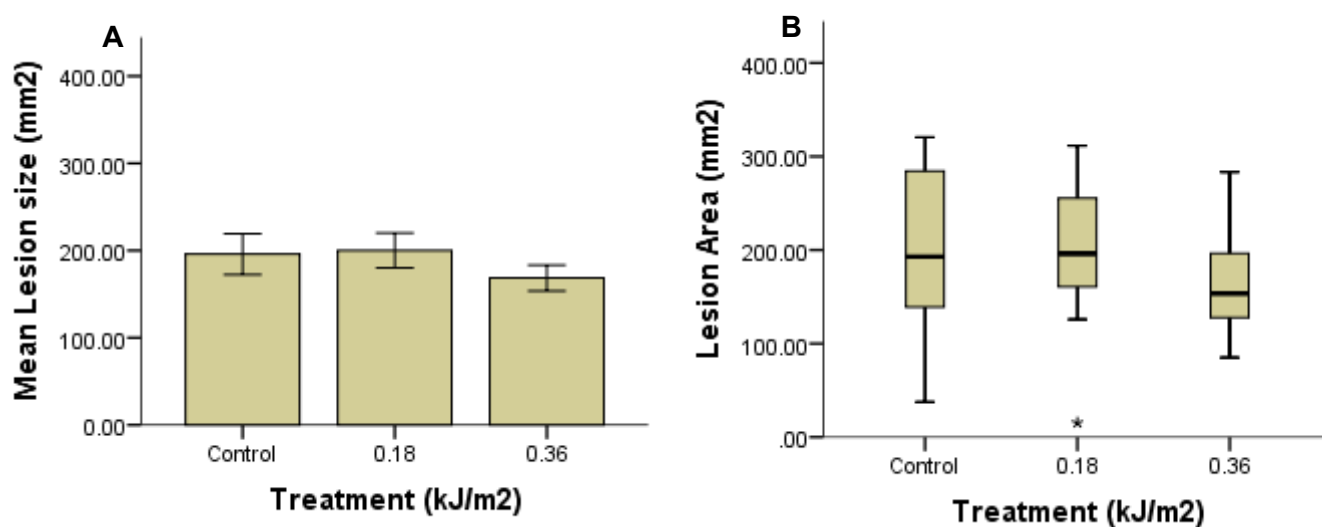 A
Mean Lesion size (mm2)
400.00
300.00
200.00
100.00
0.00
Control 0.18 0.36
Treatment (kJ/m2)
B
Lesion Area (mm2)
400.00
300.00
200.00
100.00
.00
*
Control 0.18 0.36
Treatment (kJ/m2)